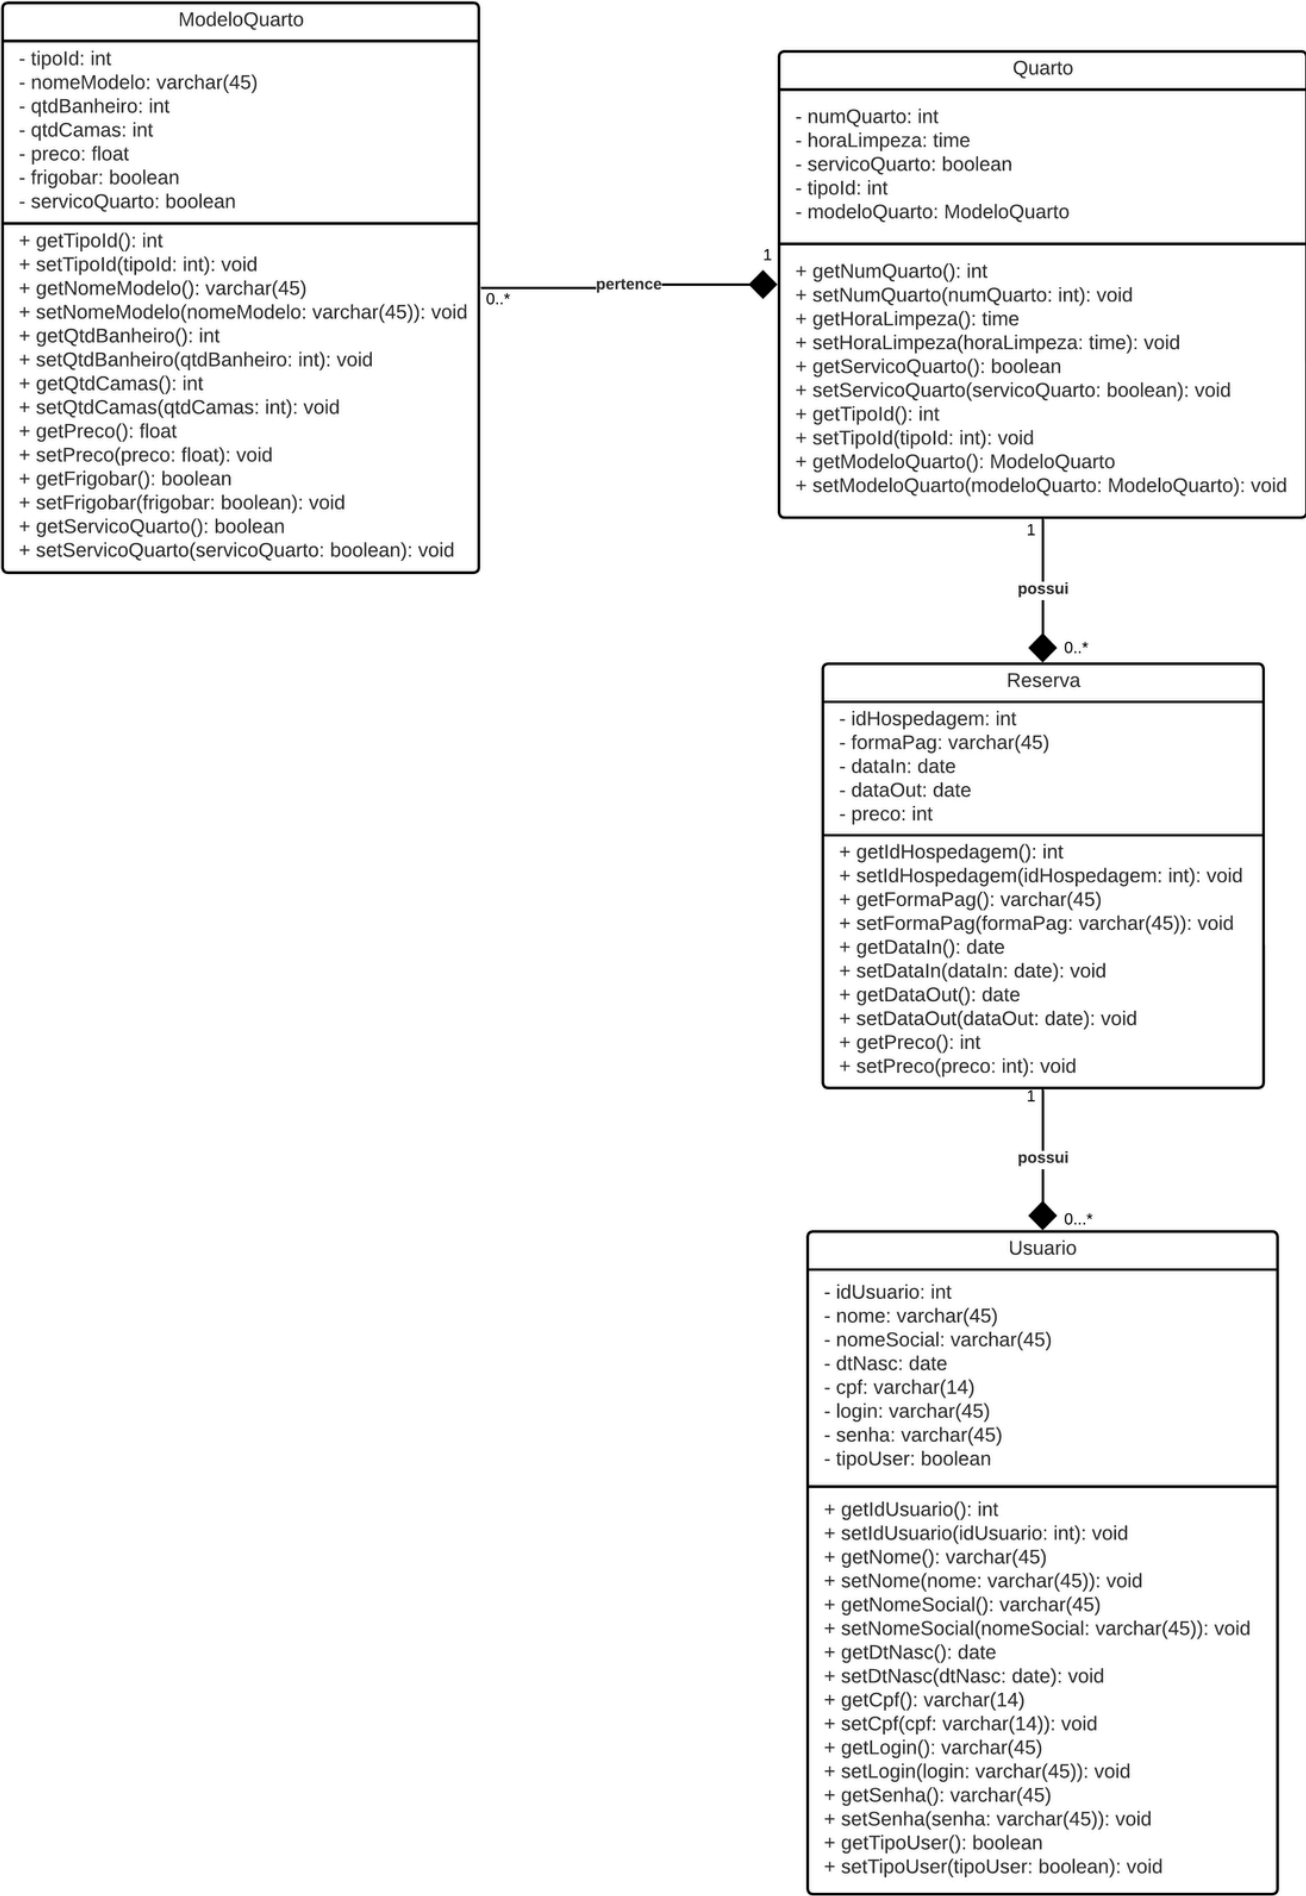 ModeloQuarto
- tipoId: int
- nomeModelo: varchar(45)
- qtdBanheiro: int
- qtdCamas: int
- preco: float
- frigobar: boolean
- servicoQuarto: boolean
+ getTipoId(): int
+ setTipoId(tipoId: int): void
+ getNomeModelo(): varchar(45)
+ setNomeModelo(nomeModelo: varchar(45)): void
+ getQtdBanheiro(): int
+ setQtdBanheiro(qtdBanheiro: int): void
+ getQtdCamas(): int
+ setQtdCamas(qtdCamas: int): void
+ getPreco(): float
+ setPreco(preco: float): void
+ getFrigobar(): boolean
+ setFrigobar(frigobar: boolean): void
+ getServicoQuarto(): boolean
+ setServicoQuarto(servicoQuarto: boolean): void
0..*
pertence
1
Quarto
- numQuarto: int
- horaLimpeza: time
- servicoQuarto: boolean
- tipoId: int
- modeloQuarto: ModeloQuarto
+ getNumQuarto(): int
+ setNumQuarto(numQuarto: int): void
+ getHoraLimpeza(): time
+ setHoraLimpeza(horaLimpeza: time): void
+ getServicoQuarto(): boolean
+ setServicoQuarto(servicoQuarto: boolean): void
+ getTipoId(): int
+ setTipoId(tipoId: int): void
+ getModeloQuarto(): ModeloQuarto
+ setModeloQuarto(modeloQuarto: ModeloQuarto): void
1
possui
0..*
Reserva
- idHospedagem: int
- formaPag: varchar(45)
- dataIn: date
- dataOut: date
- preco: int
+ getIdHospedagem(): int
+ setIdHospedagem(idHospedagem: int): void
+ getFormaPag(): varchar(45)
+ setFormaPag(formaPag: varchar(45)): void
+ getDataIn(): date
+ setDataIn(dataIn: date): void
+ getDataOut(): date
+ setDataOut(dataOut: date): void
+ getPreco(): int
+ setPreco(preco: int): void
1
possui
0...*
Usuario
- idUsuario: int
- nome: varchar(45)
- nomeSocial: varchar(45)
- dtNasc: date
- cpf: varchar(14)
- login: varchar(45)
- senha: varchar(45)
- tipoUser: boolean
+ getIdUsuario(): int
+ setIdUsuario(idUsuario: int): void
+ getNome(): varchar(45)
+ setNome(nome: varchar(45)): void
+ getNomeSocial(): varchar(45)
+ setNomeSocial(nomeSocial: varchar(45)): void
+ getDtNasc(): date
+ setDtNasc(dtNasc: date): void
+ getCpf(): varchar(14)
+ setCpf(cpf: varchar(14)): void
+ getLogin(): varchar(45)
+ setLogin(login: varchar(45)): void
+ getSenha(): varchar(45)
+ setSenha(senha: varchar(45)): void
+ getTipoUser(): boolean
+ setTipoUser(tipoUser: boolean): void